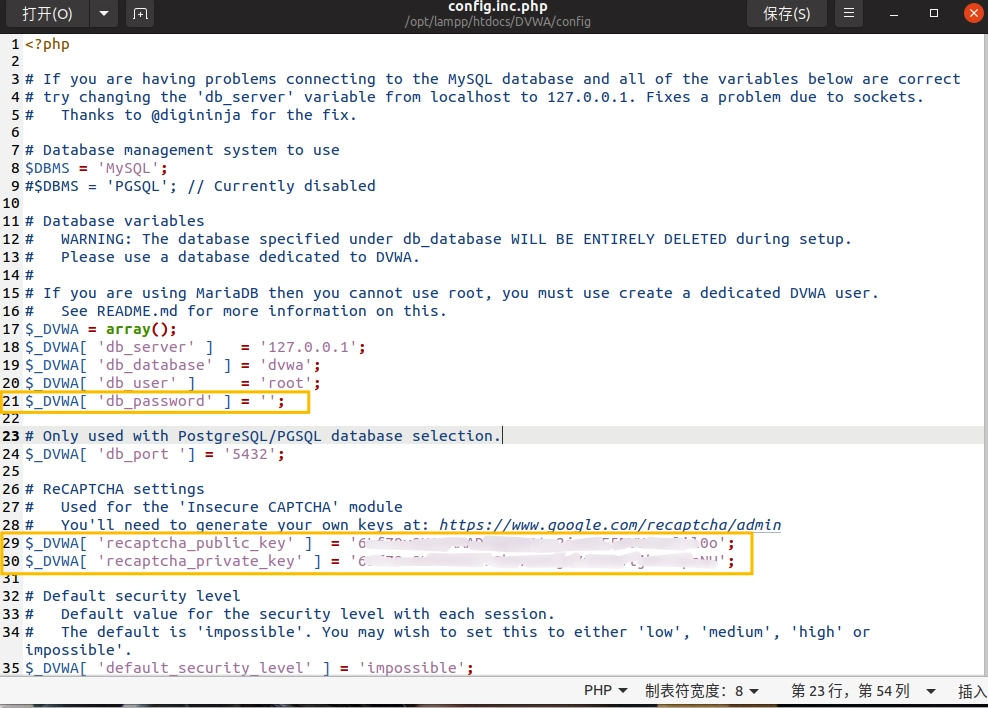 打开(O)
config.inc.php
/opt/lampp/htdocs/DVWA/config
保存(S)
1 <?php
2
3 # If you are having problems connecting to the MySQL database and all of the variables below are correct
4 # try changing the 'db_server' variable from localhost to 127.0.0.1. Fixes a problem due to sockets.
5 #   Thanks to @digininja for the fix.
6
7 # Database management system to use
8 $DBMS = 'MySQL';
9 #$DBMS = 'PGSQL'; // Currently disabled
10
11 # Database variables
12 #   WARNING: The database specified under db_database WILL BE ENTIRELY DELETED during setup.
13 #   Please use a database dedicated to DVWA.
14 #
15 # If you are using MariaDB then you cannot use root, you must use create a dedicated DVWA user.
16 #   See README.md for more information on this.
17 $_DVWA = array();
18 $_DVWA[ 'db_server' ]   = '127.0.0.1';
19 $_DVWA[ 'db_database' ] = 'dvwa';
20 $_DVWA[ 'db_user' ]     = 'root';
21 $_DVWA[ 'db_password' ] = '';
22
23 # Only used with PostgreSQL/PGSQL database selection.
24 $_DVWA[ 'db_port '] = '5432';
25
26 # ReCAPTCHA settings
27 #   Used for the 'Insecure CAPTCHA' module
28 #   You'll need to generate your own keys at: https://www.google.com/recaptcha/admin
29 $_DVWA[ 'recaptcha_public_key' ]  = '
30 $_DVWA[ 'recaptcha_private_key' ] = '
31
32 # Default security level
33 #   Default value for the security level with each session.
34 #   The default is 'impossible'. You may wish to set this to either 'low', 'medium', 'high' or
impossible'.
35 $_DVWA[ 'default_security_level' ] = 'impossible';
PHP 制表符宽度：8 第 23 行，第 54 列 插入